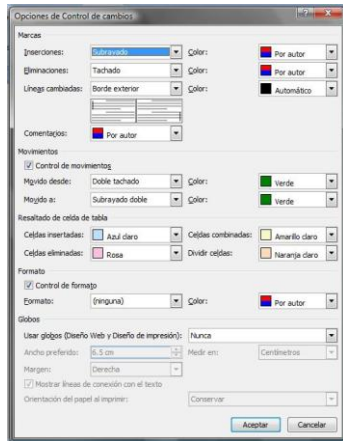 Opciones de Control de cambios
Marcas
Inserciones: Subrayado Color: Por autor
Eliminaciones: Tachado Color: Por autor
Líneas cambiadas: Borde exterior Color: Automático
Comentarios: Por autor
Movimientos
Control de movimientos
Movido desde: Doble tachado Color: Verde
Movido a: Subrayado doble Color: Verde
Resaltado de celda de tabla
Celdas insertadas: Azul claro Celdas combinadas: Amarillo claro
Celdas eliminadas: Rosa Dividir celdas: Naranja claro
Formato
Control de formato
Formato: (ninguna) Color: Por autor
Globos
Usar globos (Diseño Web y Diseño de impresión): Nunca
Ancho preferido: 6.5 cm Medir en: Centímetros
Margen: Derecha
Mostrar líneas de conexión con el texto
Orientación del papel al imprimir: Conservar
Aceptar Cancelar